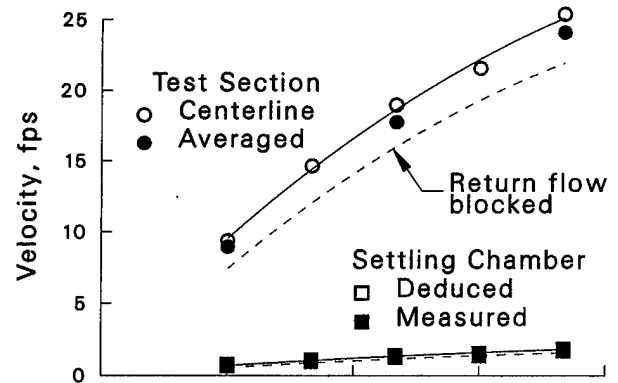 25
20
15
10
5
0
Velocity, fps
Test Section
Centerline
Averaged
Return flow
blocked
Settling Chamber
Deduced
Measured